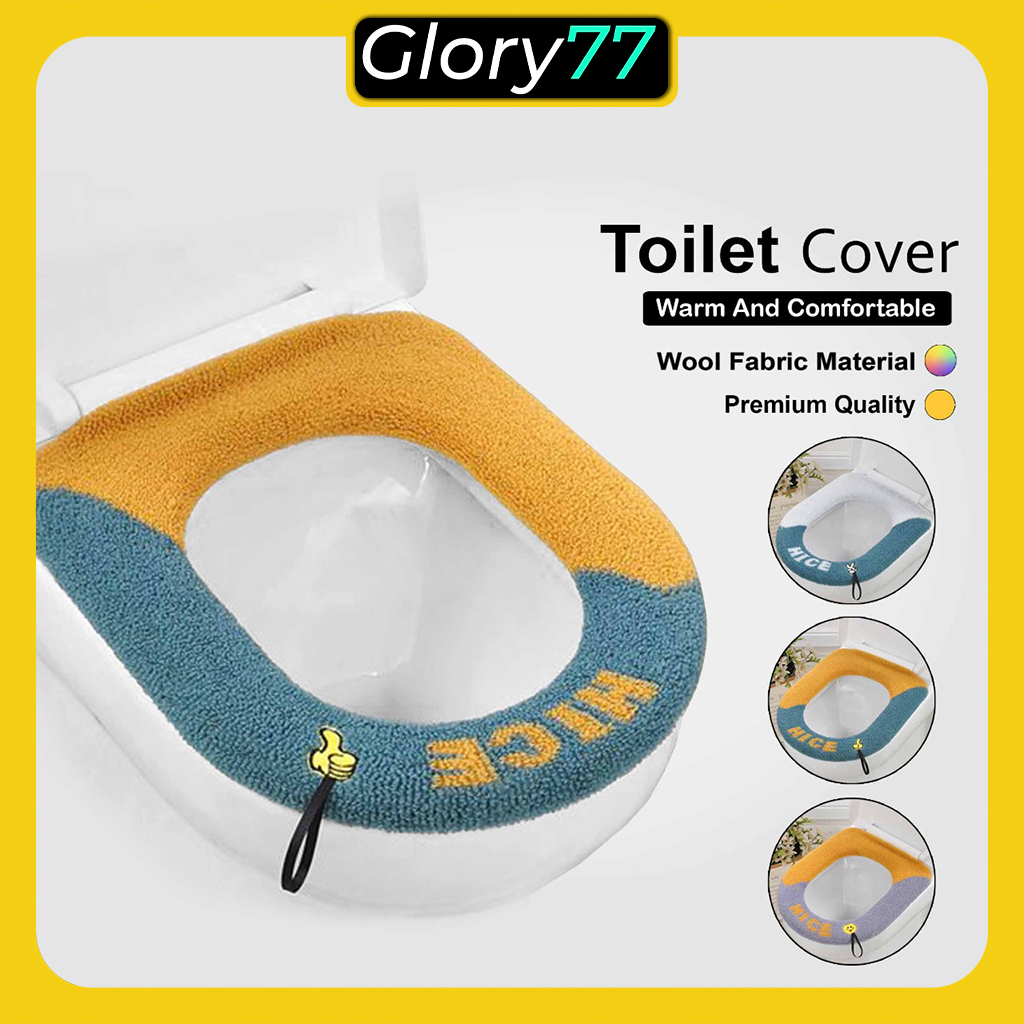 Glory77
Toilet Cover
Warm And Comfortable
Wool Fabric Material
Premium Quality
HICE
HICE
HICE
HICE